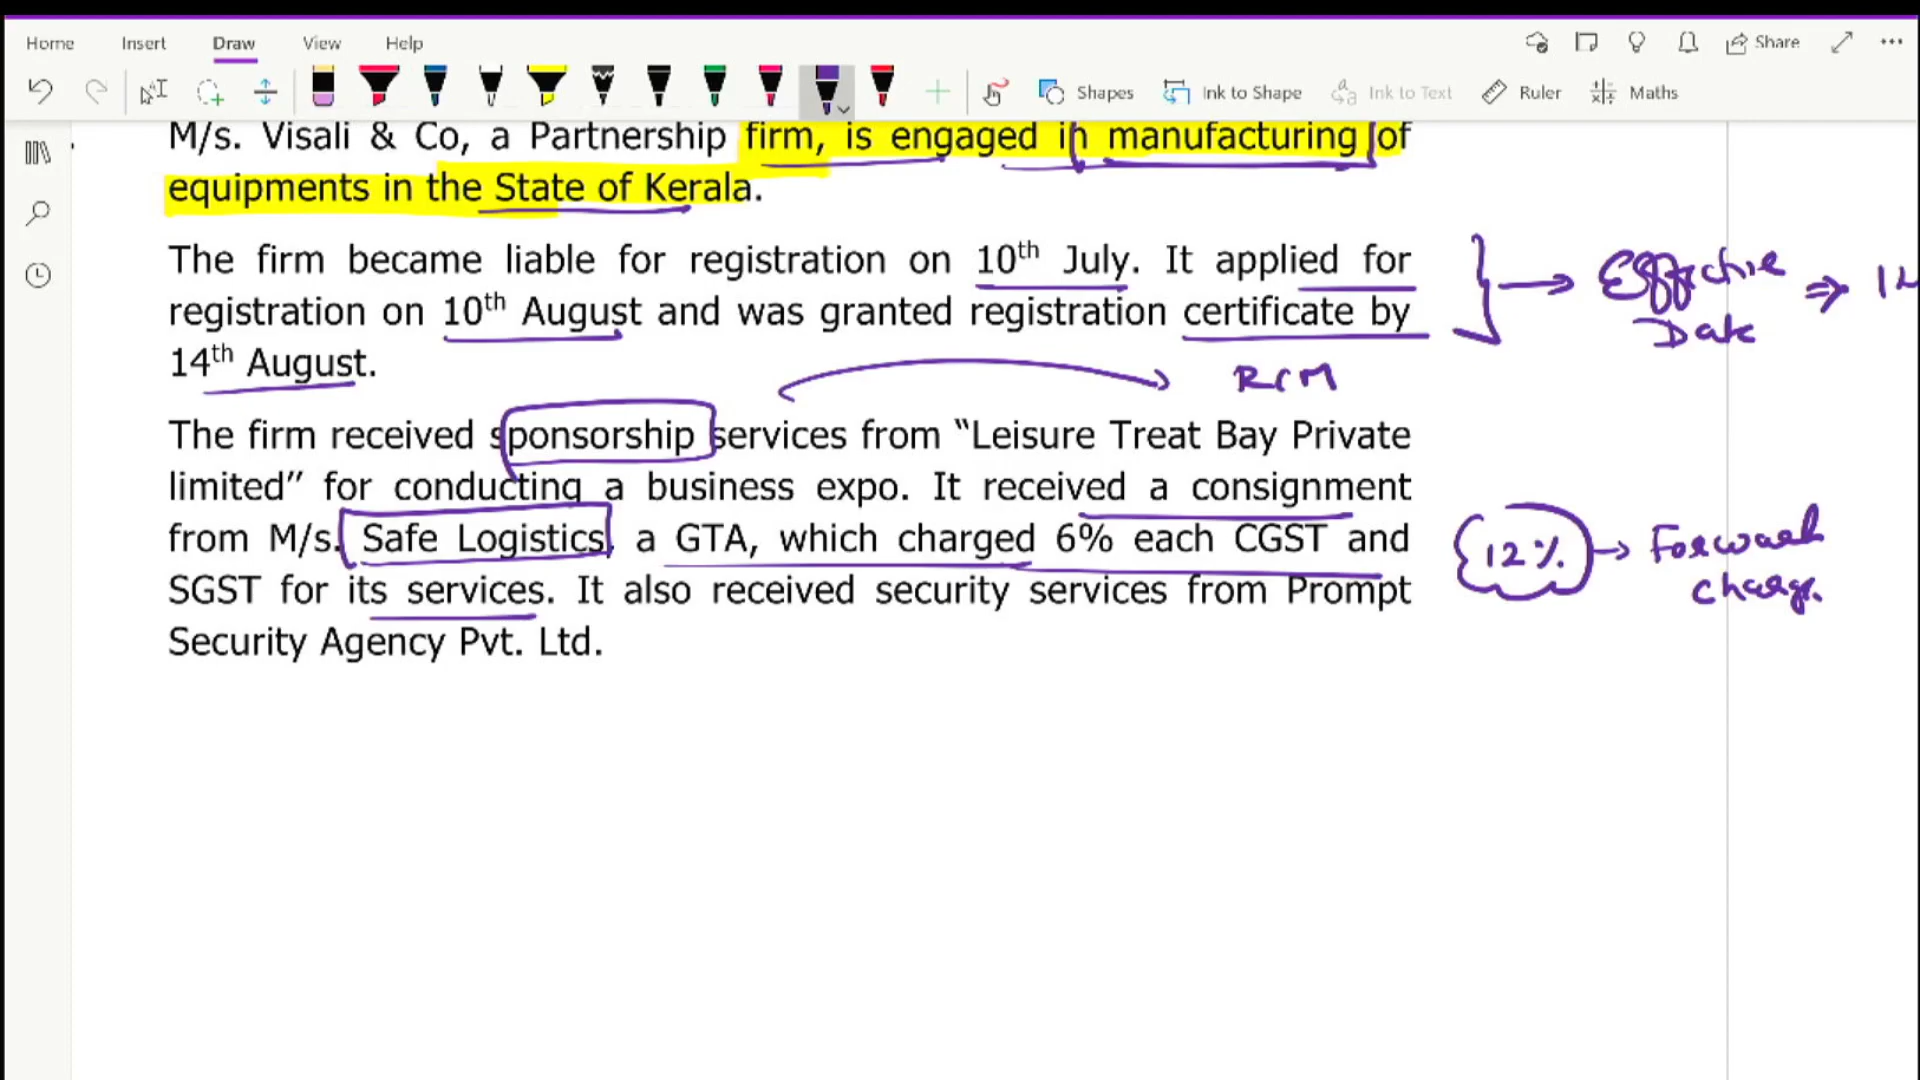 Home Insert Draw View Help Share
Shapes Ink to Shape Ink to Text Ruler Maths
M/s. Visali & Co, a Partnership firm, is engaged in manufacturing of
equipments in the State of Kerala.
The firm became liable for registration on 10th July. It applied for
registration on 10th August and was granted registration certificate by
14th August.
} → Effective Date ⇒ 14
RCM
The firm received sponsorship services from “Leisure Treat Bay Private
limited” for conducting a business expo. It received a consignment
from M/s. Safe Logistics, a GTA, which charged 6% each CGST and
SGST for its services. It also received security services from Prompt
Security Agency Pvt. Ltd.
12% → Forward
charge.